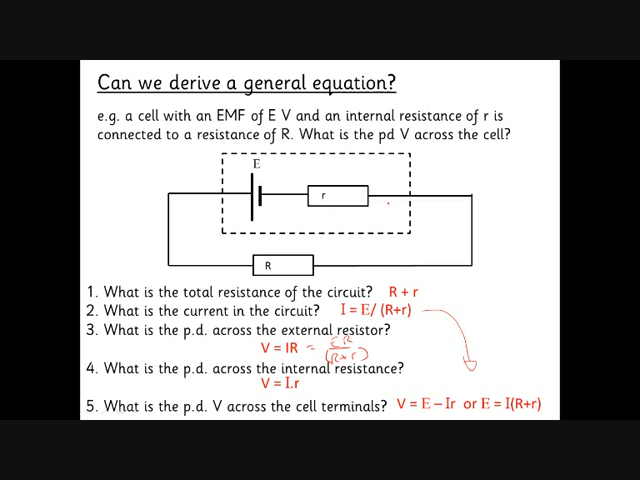 Can we derive a general equation?
e.g. a cell with an EMF of E V and an internal resistance of r is
connected to a resistance of R. What is the pd V across the cell?
E
r
R
1. What is the total resistance of the circuit? R + r
2. What is the current in the circuit? I = E/ (R+r)
3. What is the p.d. across the external resistor?
V = IR = ER/(R+r)
4. What is the p.d. across the internal resistance?
V = I.r
5. What is the p.d. V across the cell terminals? V = E – Ir or E = I(R+r)